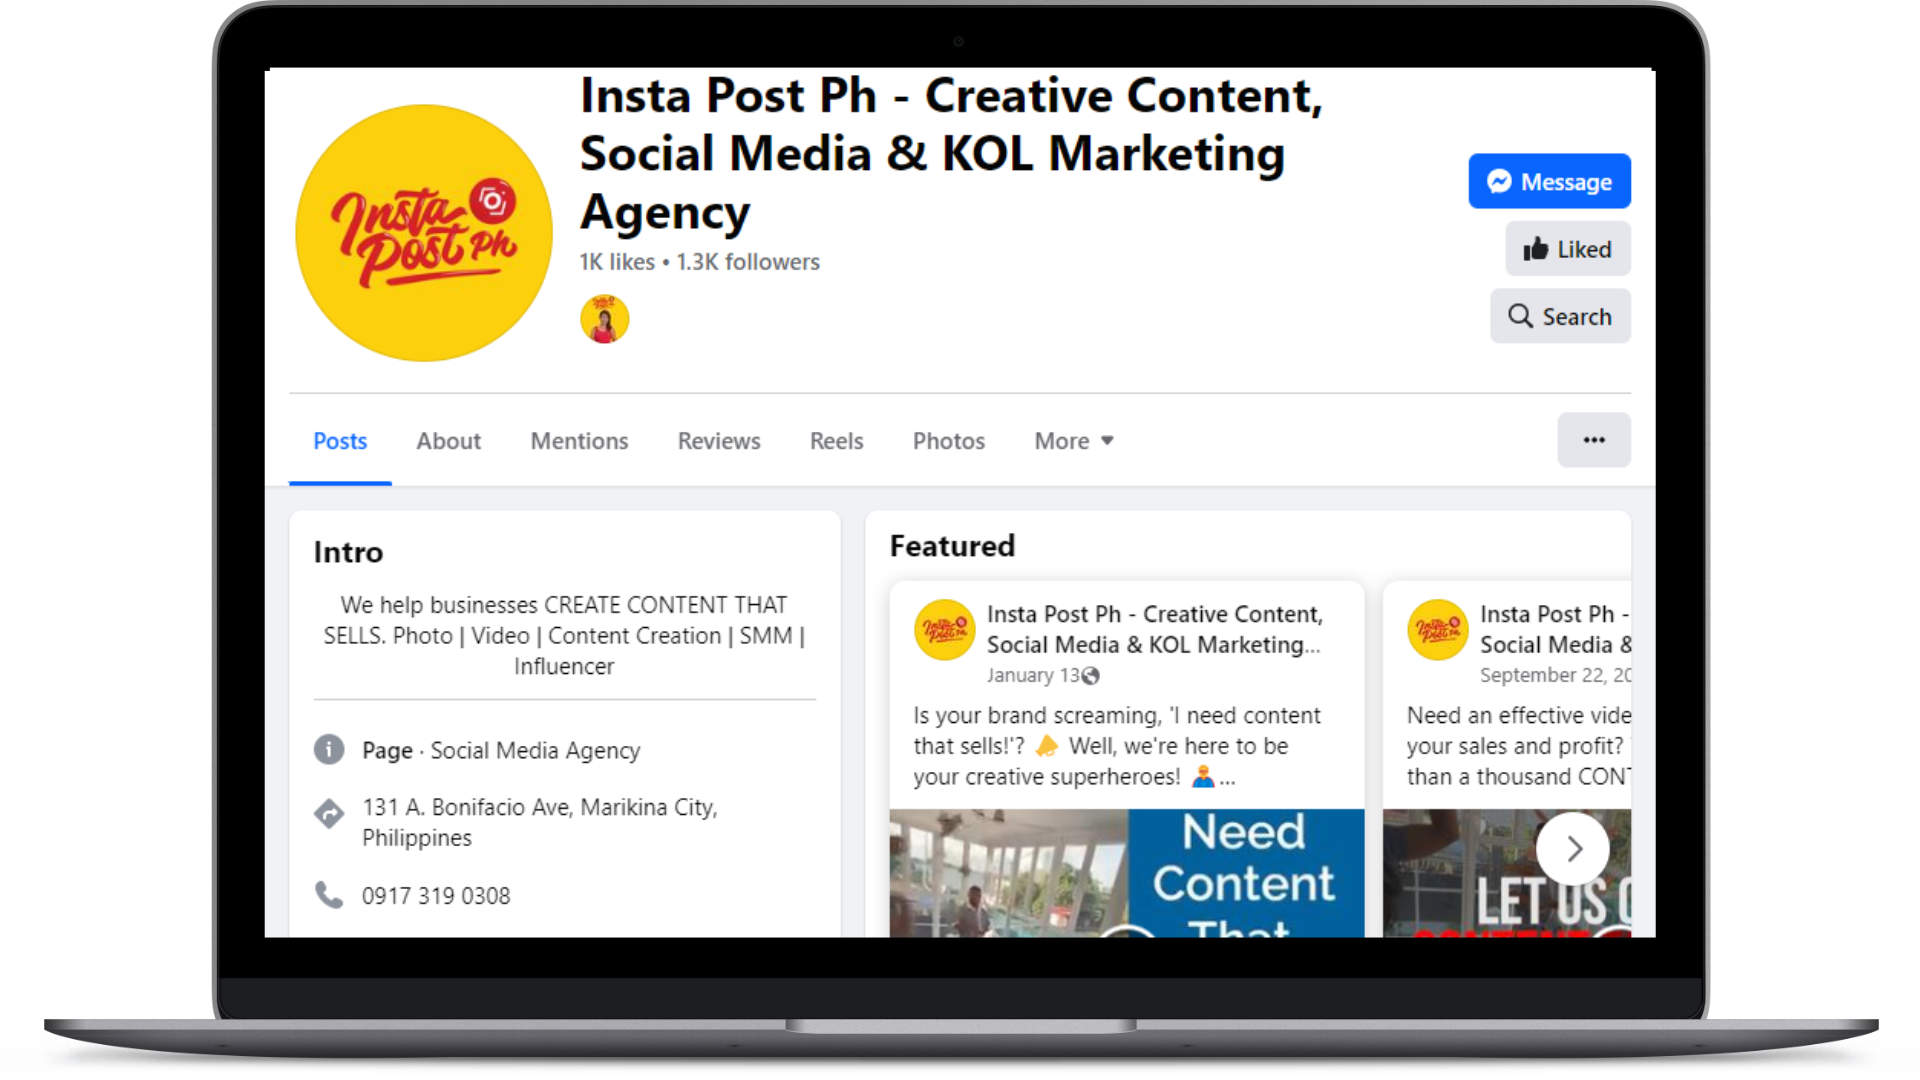 Insta Post Ph
Insta Post Ph - Creative Content,
Social Media & KOL Marketing
Agency
1K likes • 1.3K followers
Message
Liked
Search
Posts
About
Mentions
Reviews
Reels
Photos
More
Intro
We help businesses CREATE CONTENT THAT
SELLS. Photo | Video | Content Creation | SMM |
Influencer
Page · Social Media Agency
131 A. Bonifacio Ave, Marikina City,
Philippines
0917 319 0308
Featured
Insta Post Ph - Creative Content,
Social Media & KOL Marketing...
January 13
Is your brand screaming, 'I need content
that sells!'? 📣 Well, we're here to be
your creative superheroes! 🦸...
Need
Content
That
Insta Post Ph -
Social Media &
September 22, 20
Need an effective vide
your sales and profit?
than a thousand CONT
LET US
CONTENT